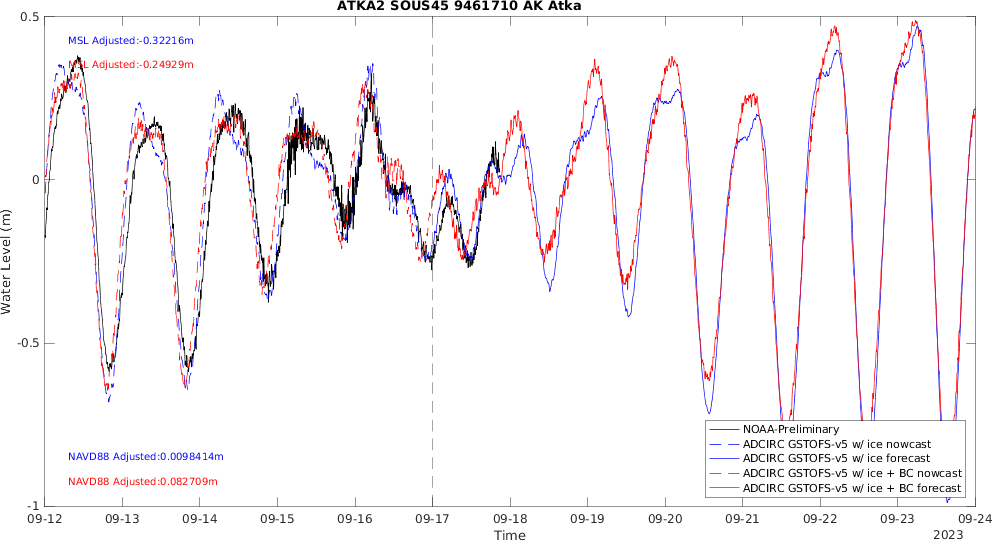 ATKA2 SOUS45 9461710 AK Atka
0.5
MSL Adjusted:-0.32216m
MSL Adjusted:-0.24929m
0
Water Level (m)
-0.5
NAVD88 Adjusted:0.0098414m
NAVD88 Adjusted:0.082709m
-1
NOAA-Preliminary
ADCIRC GSTOFS-v5 w/ ice nowcast
ADCIRC GSTOFS-v5 w/ ice forecast
ADCIRC GSTOFS-v5 w/ ice + BC nowcast
ADCIRC GSTOFS-v5 w/ ice + BC forecast
09-12 09-13 09-14 09-15 09-16 09-17 09-18 09-19 09-20 09-21 09-22 09-23 09-24
Time
2023